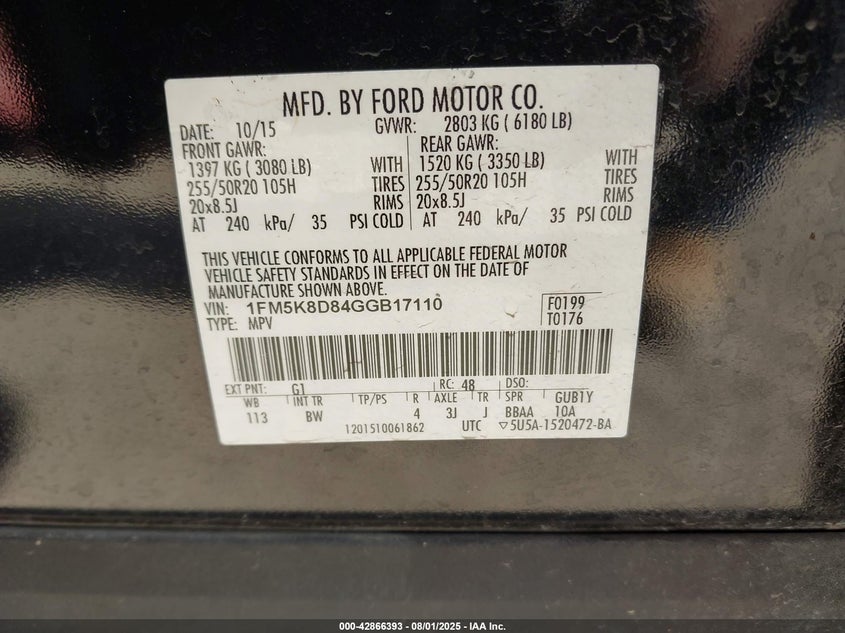 MFD. BY FORD MOTOR CO.
DATE: 10/15 GVWR: 2803 KG ( 6180 LB)
FRONT GAWR: REAR GAWR:
1397 KG ( 3080 LB) WITH 1520 KG ( 3350 LB) WITH
255/50R20 105H TIRES 255/50R20 105H TIRES
20x8.5J RIMS 20x8.5J RIMS
AT 240 kPa/ 35 PSI COLD AT 240 kPa/ 35 PSI COLD
THIS VEHICLE CONFORMS TO ALL APPLICABLE FEDERAL MOTOR
VEHICLE SAFETY STANDARDS IN EFFECT ON THE DATE OF
MANUFACTURE SHOWN ABOVE.
VIN: 1FM5K8D84GGB17110 F0199
TYPE: MPV T0176
EXT PNT: G1 RC: 48 DSO:
WB INT TR TP/PS R AXLE TR SPR GUB1Y
113 BW 4 3J J BBAA 10A
1201510061862 UTC ▽5U5A-1520472-BA
000-42866393 - 08/01/2025 - IAA Inc.